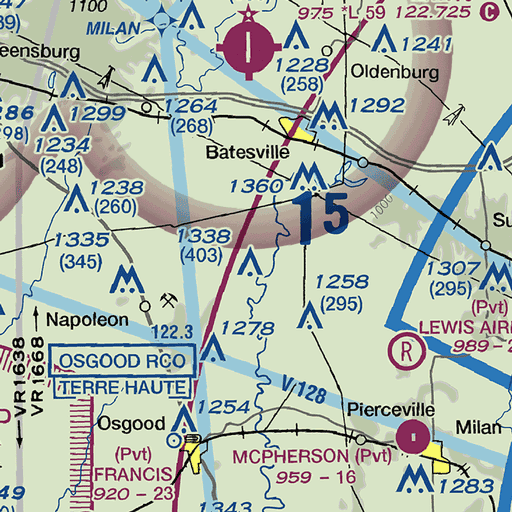 1100
975 *L 59 122.725 C
MILAN
eensburg
1241
1228
(258)
Oldenburg
1299
1264
(268)
1292
1234
(248)
Batesville
1360
1238
(260)
15
1000
1335
(345)
1338
(403)
1258
(295)
1307
(295)
(Pvt)
LEWIS AIR
989 - 2
R
Napoleon
122.3
1278
OSGOOD RCO
TERRE HAUTE
VR1638
VR1668
V 128
Osgood
1254
Pierceville
Milan
(Pvt)
FRANCIS
920 - 23
MCPHERSON (Pvt)
959 - 16
1283
1343